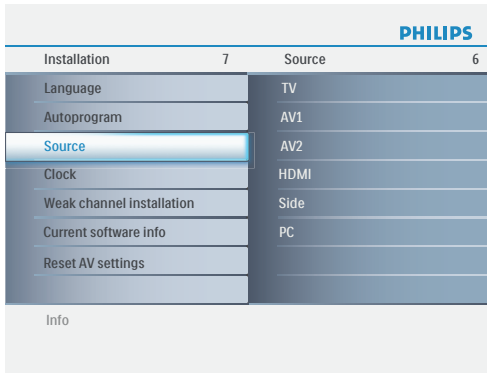 PHILIPS
Installation 7 Source 6
Language TV
Autoprogram AV1
Source AV2
Clock HDMI
Weak channel installation Side
Current software info PC
Reset AV settings
Info